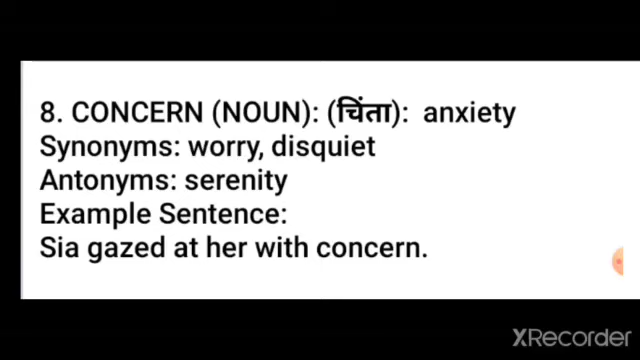 8. CONCERN (NOUN): (चिंता): anxiety
Synonyms: worry, disquiet
Antonyms: serenity
Example Sentence:
Sia gazed at her with concern.
XRecorder